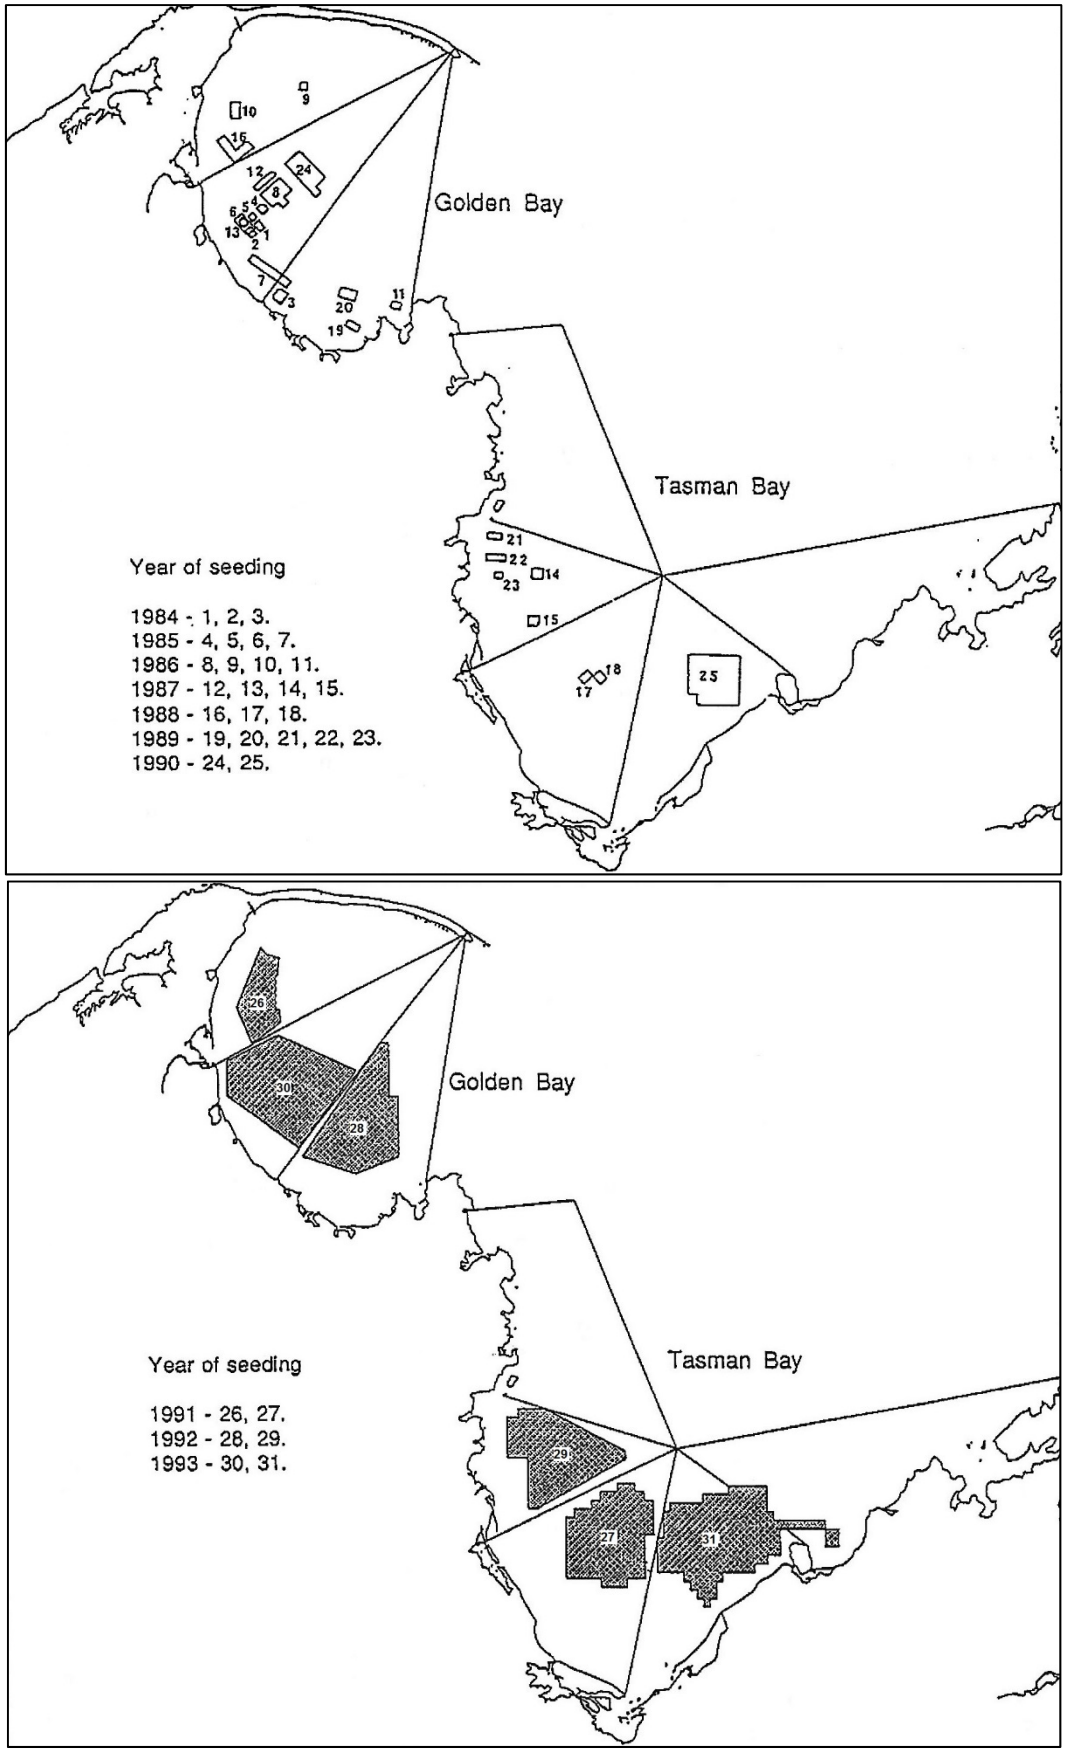 9
10
16
12
24
8
5 4
6
13
1
2
7
3
20
11
19
Golden Bay
Tasman Bay
21
22
23
14
15
17
18
25
Year of seeding
1984 - 1, 2, 3.
1985 - 4, 5, 6, 7.
1986 - 8, 9, 10, 11.
1987 - 12, 13, 14, 15.
1988 - 16, 17, 18.
1989 - 19, 20, 21, 22, 23.
1990 - 24, 25.
26
30
28
Golden Bay
Tasman Bay
29
27
31
Year of seeding
1991 - 26, 27.
1992 - 28, 29.
1993 - 30, 31.